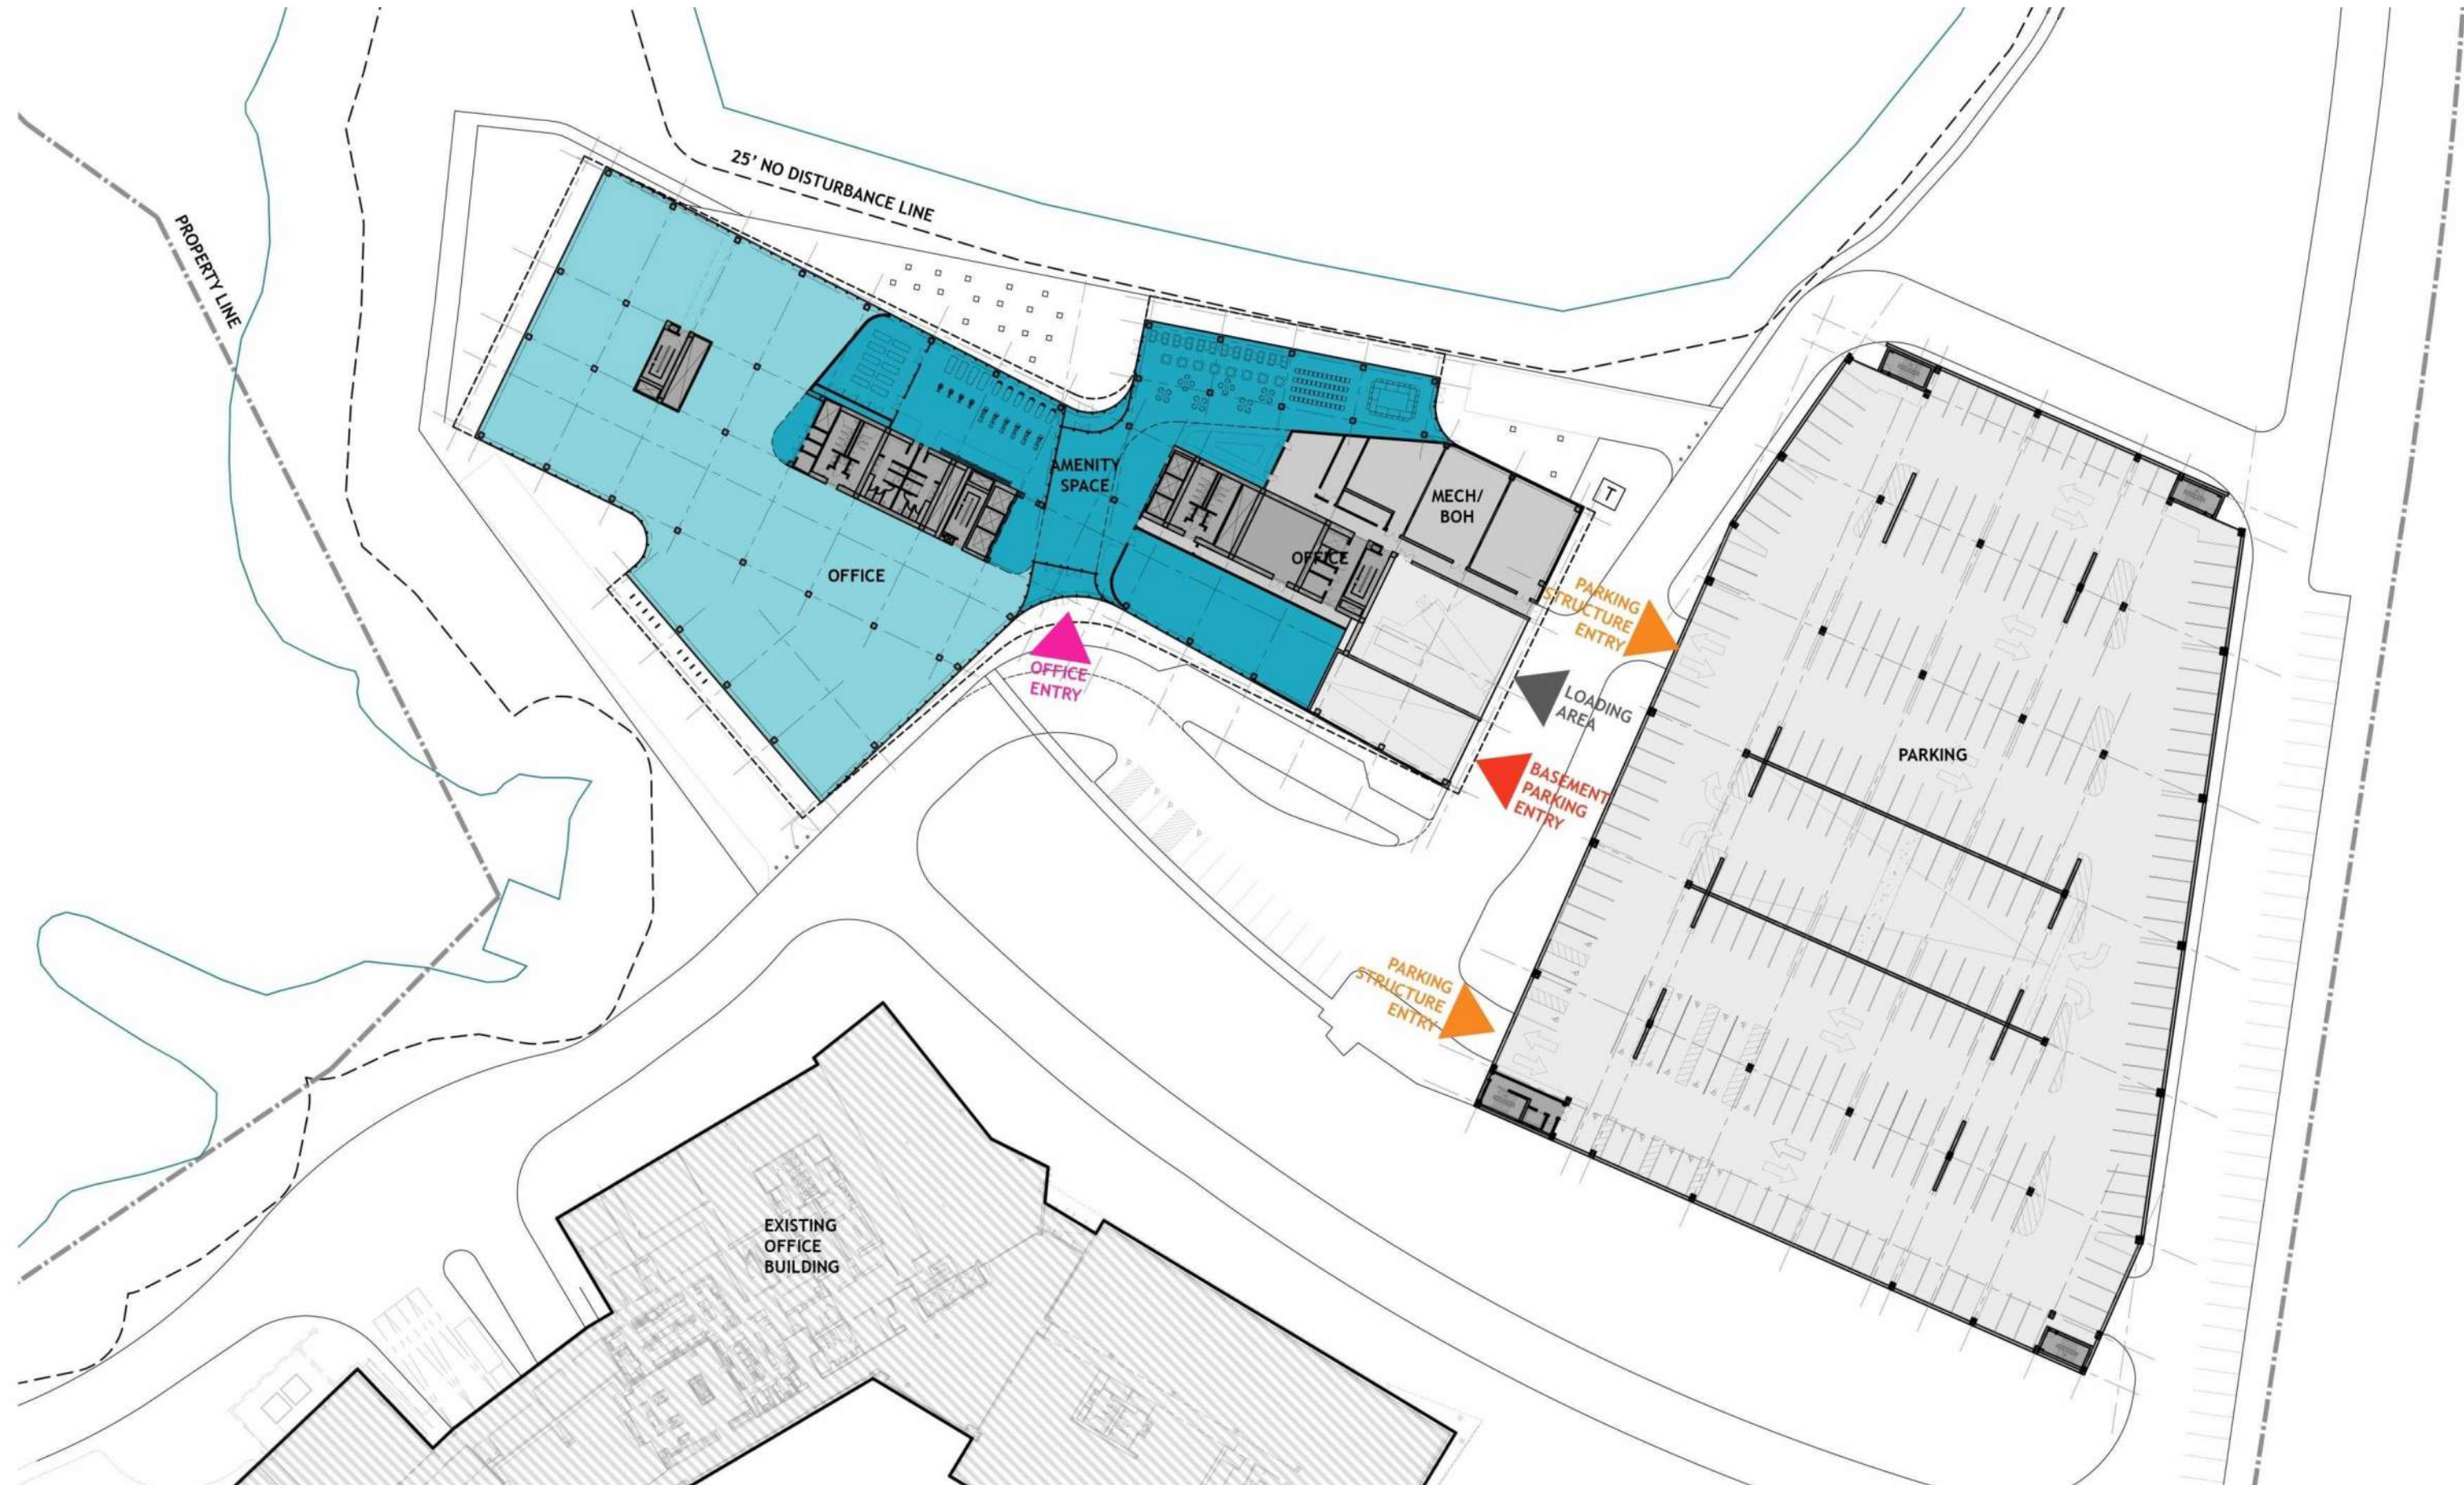 25' NO DISTURBANCE LINE
PROPERTY LINE
AMENITY
SPACE
MECH/
BOH
T
OFFICE
OFFICE
PARKING
STRUCTURE
ENTRY
OFFICE
ENTRY
LOADING
AREA
PARKING
BASEMENT
PARKING
ENTRY
PARKING
STRUCTURE
ENTRY
EXISTING
OFFICE
BUILDING